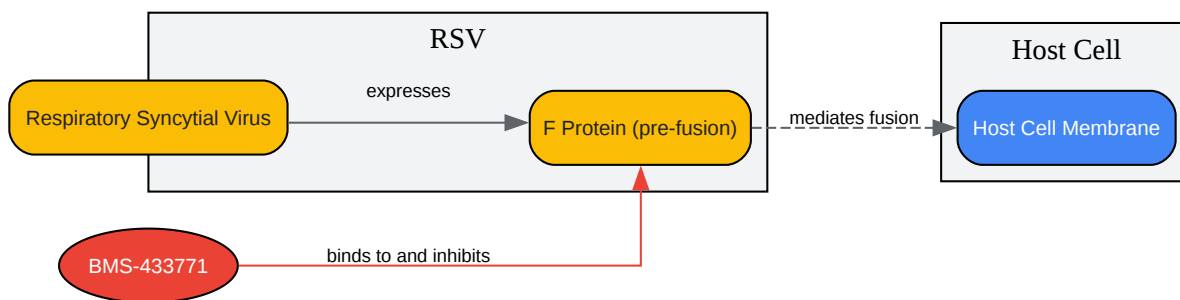 RSV
Host Cell
Respiratory Syncytial Virus
expresses
F Protein (pre-fusion)
mediates fusion
Host Cell Membrane
BMS-433771
binds to and inhibits